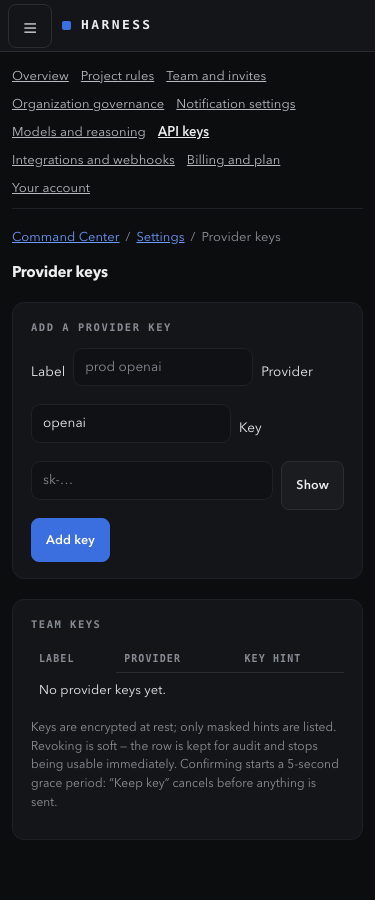 HARNESS
Overview Project rules Team and invites
Organization governance Notification settings
Models and reasoning API keys
Integrations and webhooks Billing and plan
Your account
Command Center / Settings / Provider keys
Provider keys
ADD A PROVIDER KEY
Label prod openai Provider
openai Key
sk-… Show
Add key
TEAM KEYS
LABEL PROVIDER KEY HINT
No provider keys yet.
Keys are encrypted at rest; only masked hints are listed.
Revoking is soft — the row is kept for audit and stops
being usable immediately. Confirming starts a 5-second
grace period: “Keep key” cancels before anything is
sent.